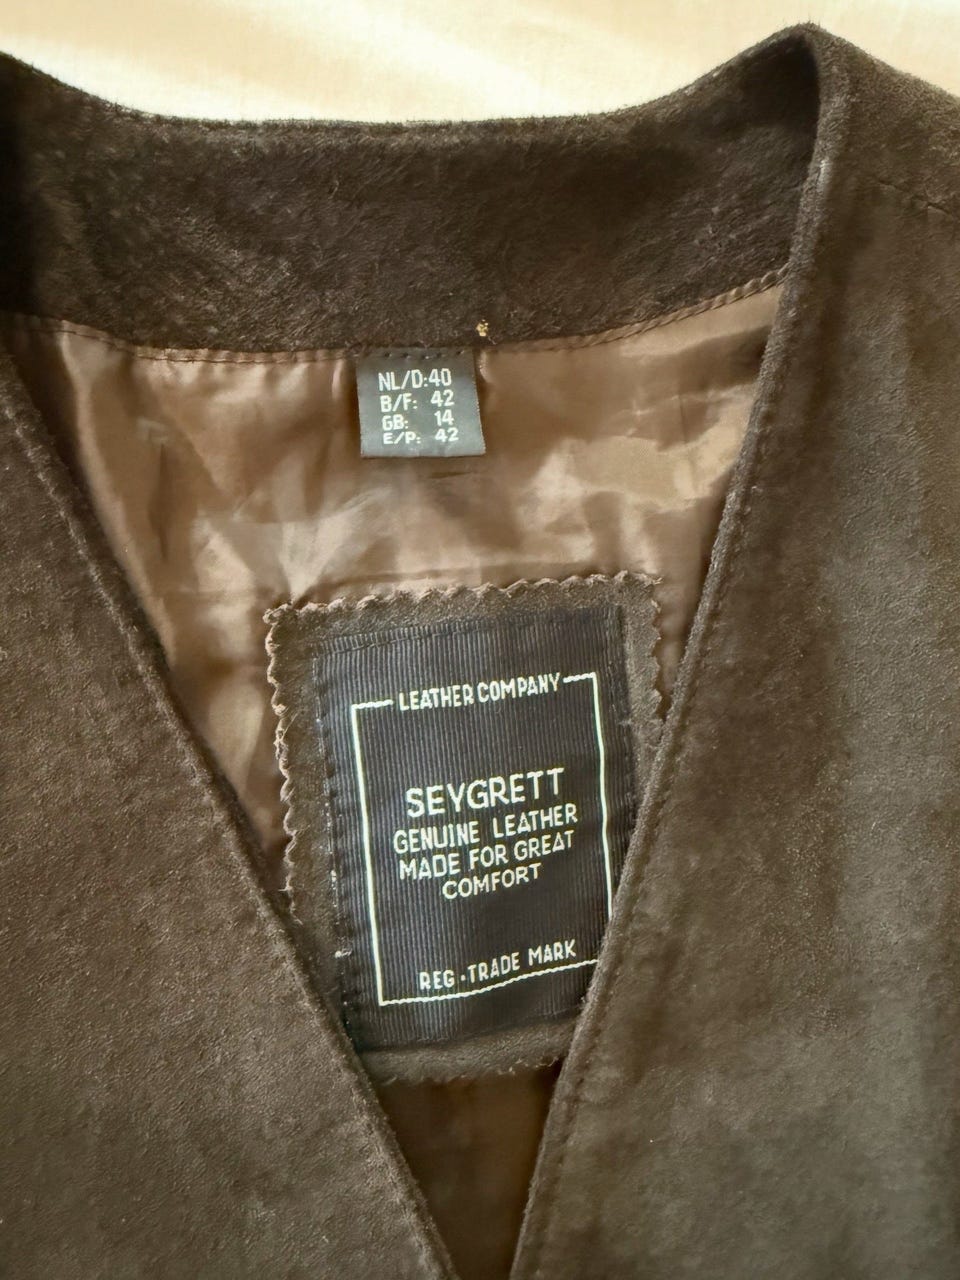 NL/D:40
B/F: 42
GB: 14
E/P: 42
LEATHER COMPANY
SEYGRETT
GENUINE LEATHER
MADE FOR GREAT
COMFORT
REG·TRADE MARK